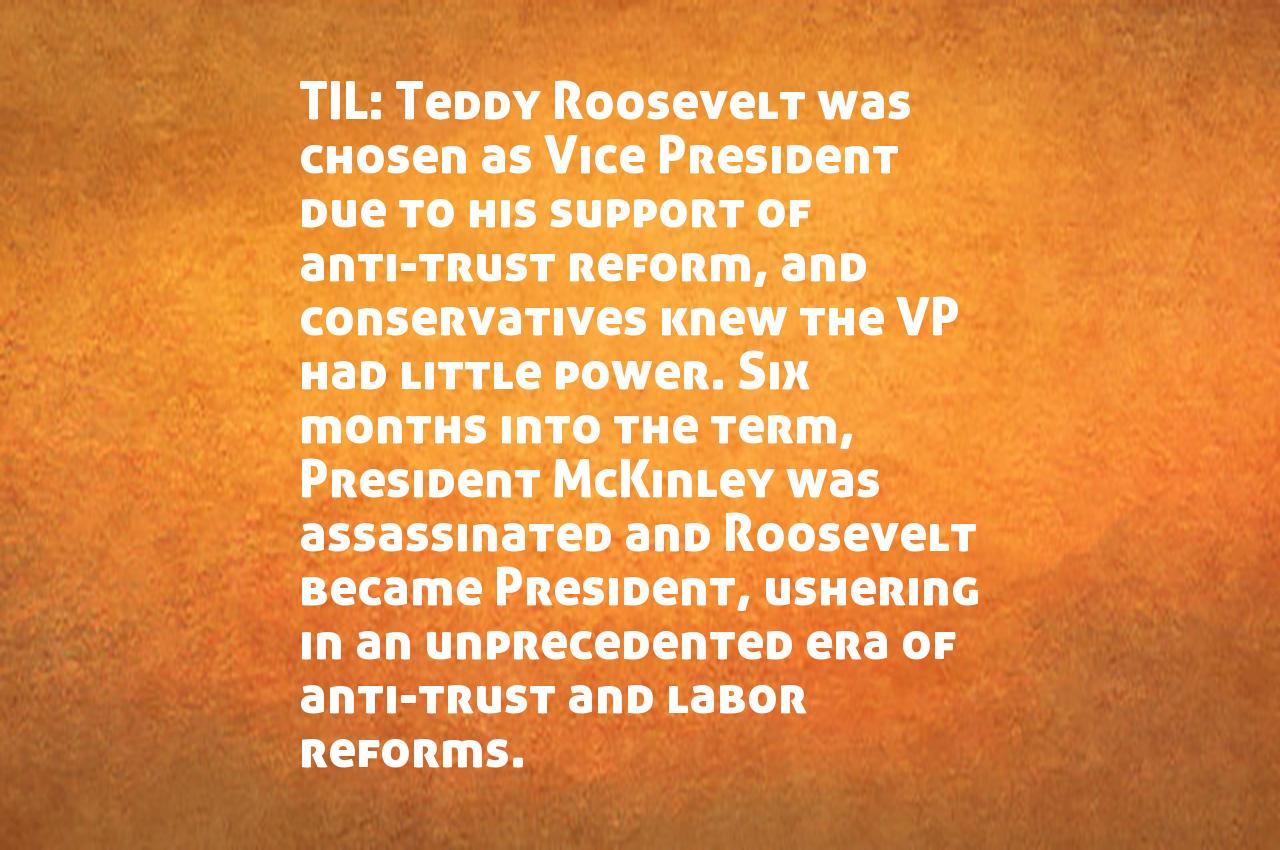 TIL: Teddy Roosevelt was
chosen as Vice President
due to his support of
anti-trust reform, and
conservatives knew the VP
had little power. Six
months into the term,
President McKinley was
assassinated and Roosevelt
became President, ushering
in an unprecedented era of
anti-trust and labor
reforms.